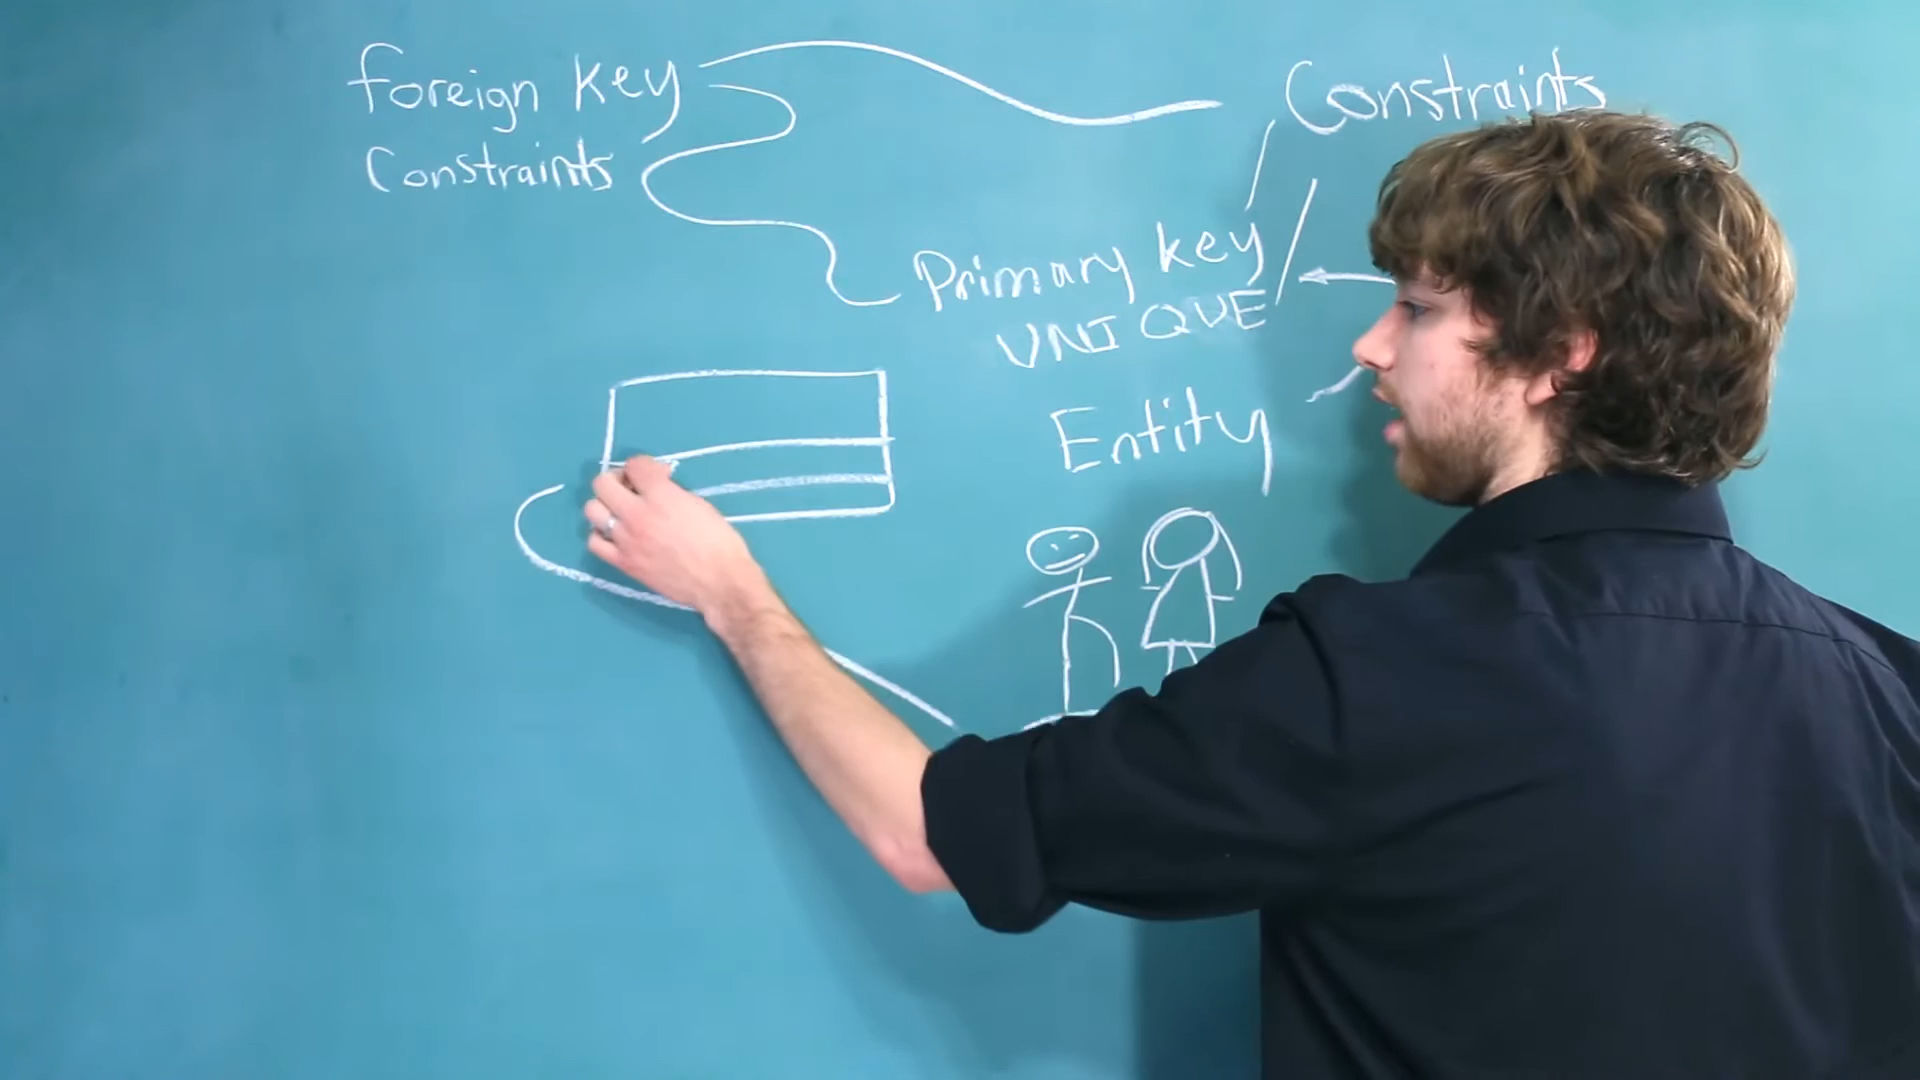 foreign key
Constraints
Constraints
Primary key
UNIQUE
Entity